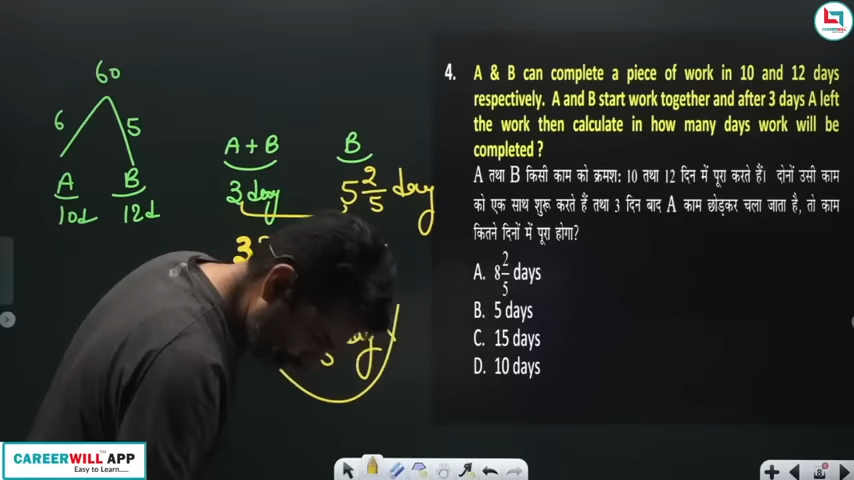 60
6
5
A
B
10d
12d
A + B
B
3 day
5 2/5 day
33
4. A & B can complete a piece of work in 10 and 12 days
respectively. A and B start work together and after 3 days A left
the work then calculate in how many days work will be
completed ?
A तथा B किसी काम को क्रमश: 10 तथा 12 दिन में पूरा करते हैं। दोनों उसी काम
को एक साथ शुरू करते हैं तथा 3 दिन बाद A काम छोड़कर चला जाता है, तो काम
कितने दिनों में पूरा होगा?
A. 8 2/5 days
B. 5 days
C. 15 days
D. 10 days
CAREERWILL APP
Easy to Learn.....